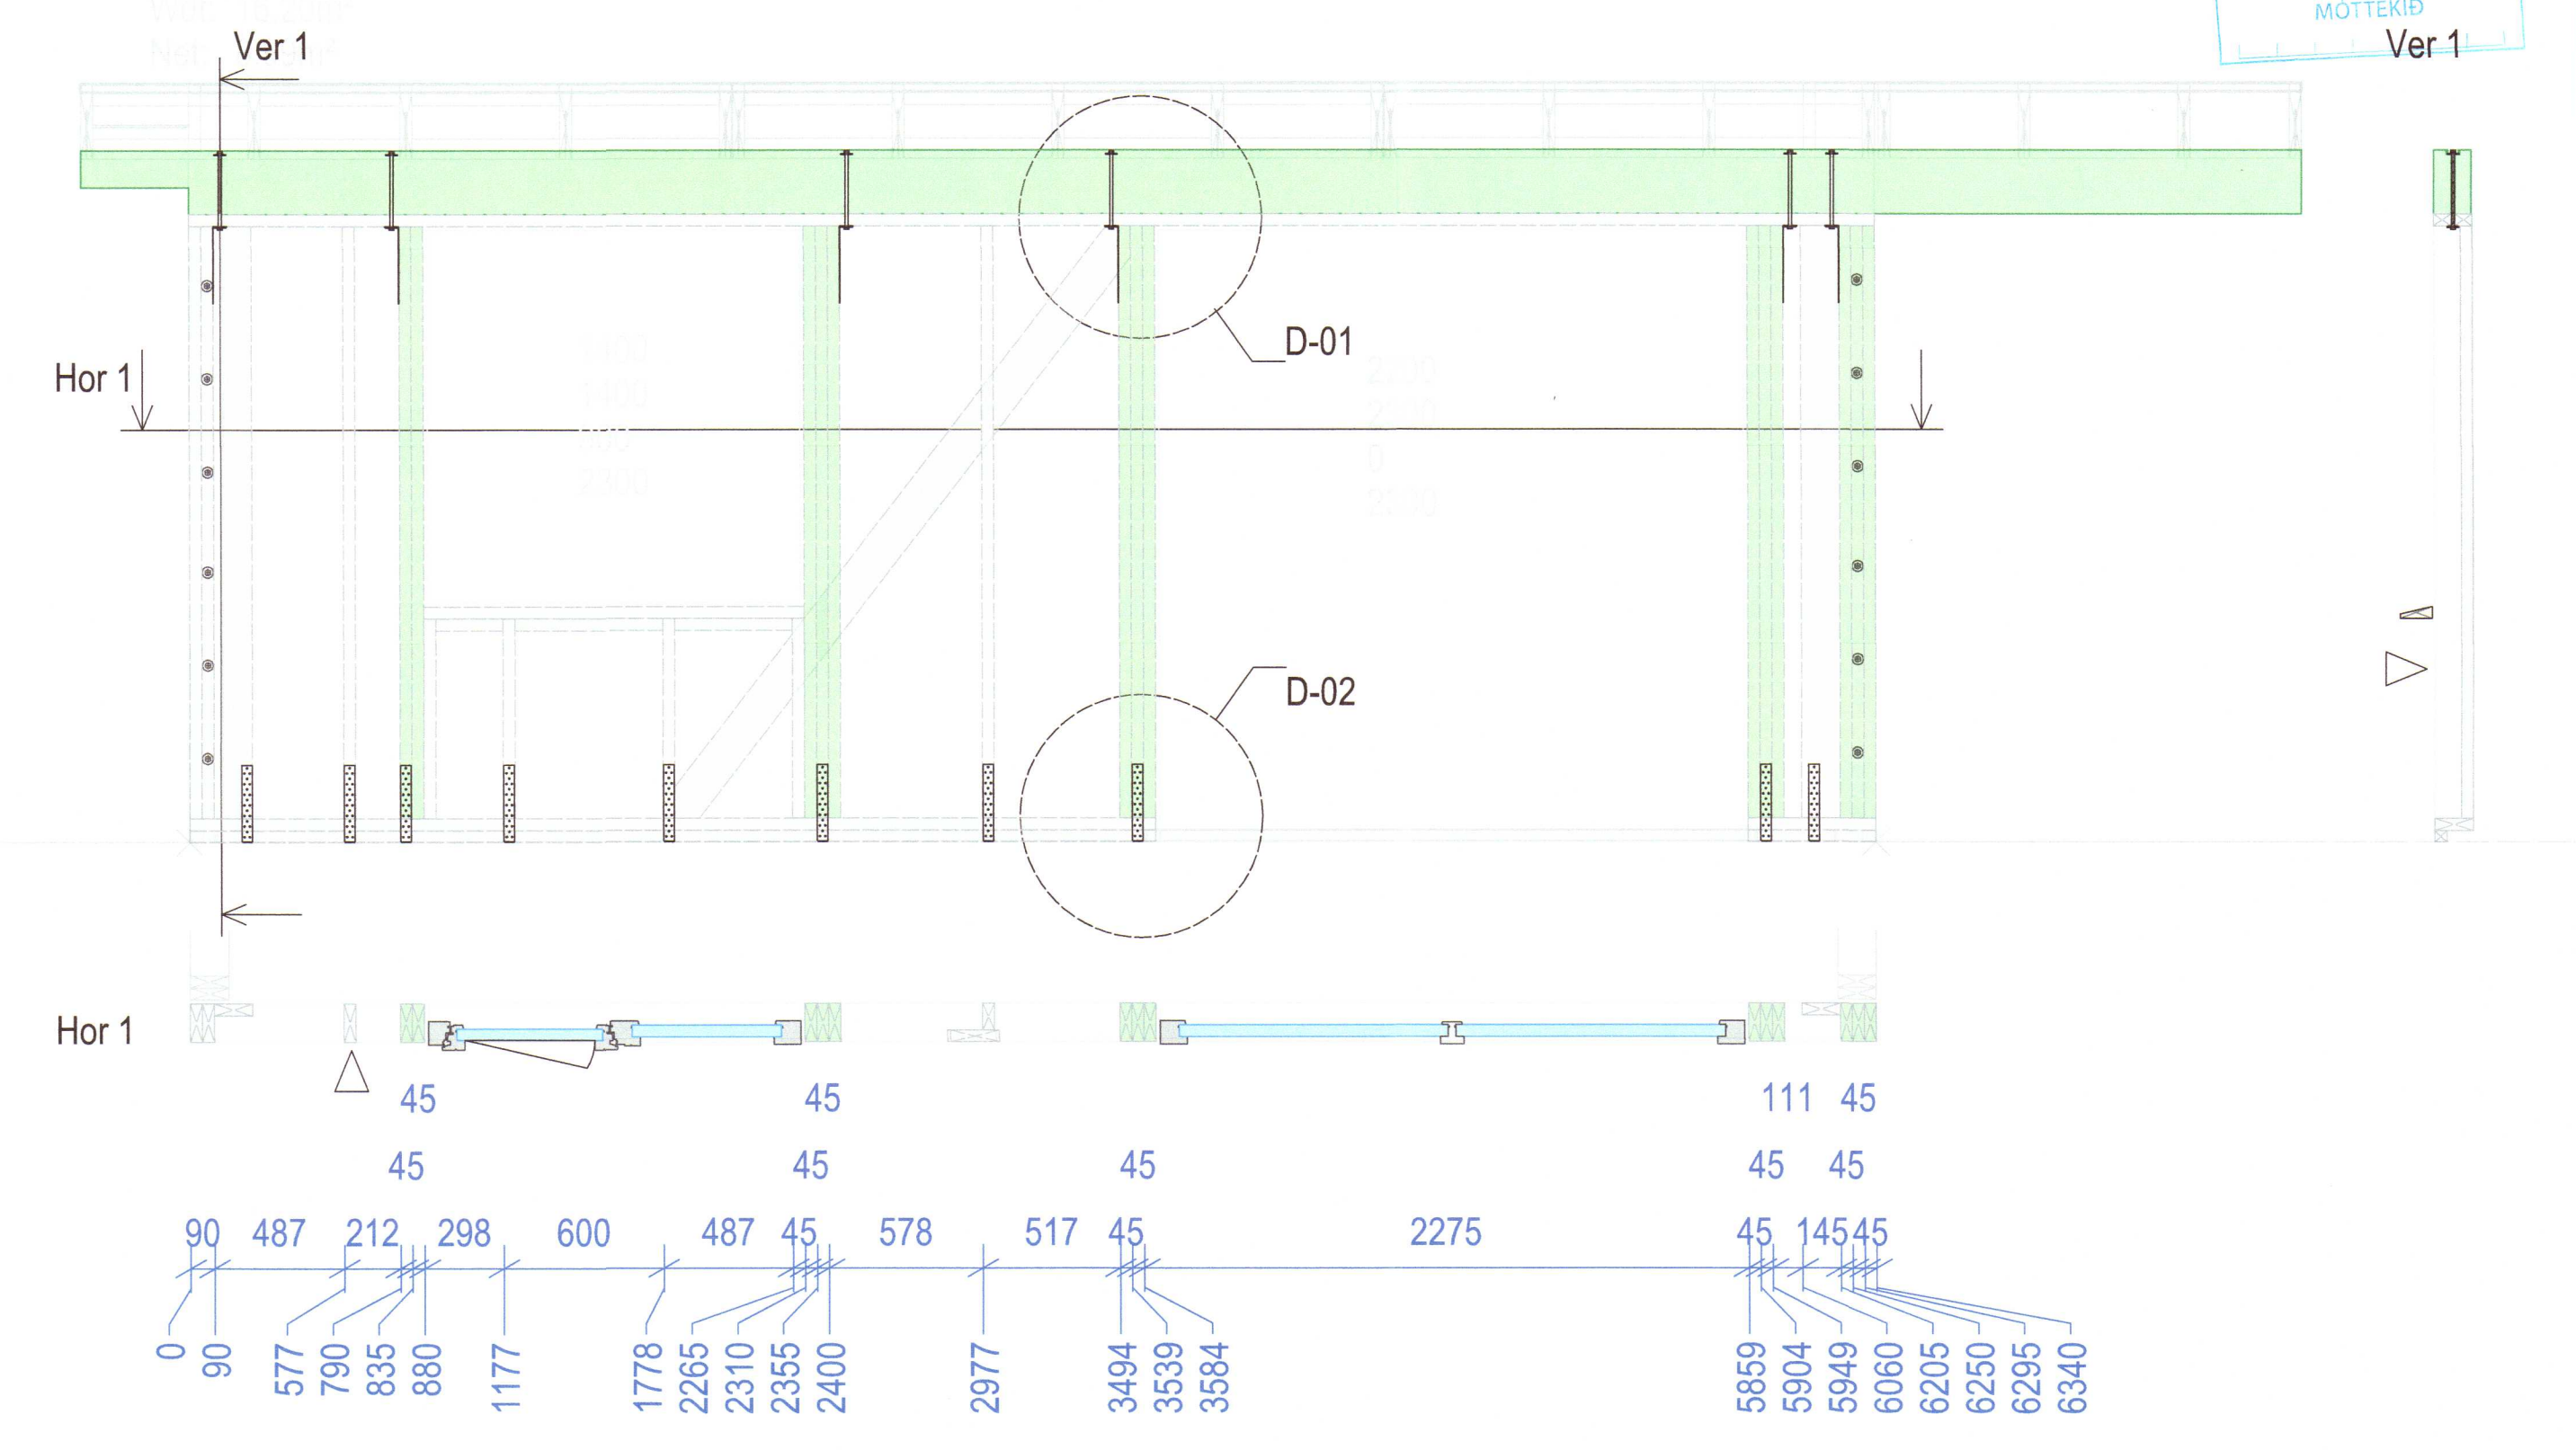 MÓTTEKIÐ
Ver 1
Ver 1
D-01
Hor 1
D-02
Hor 1
45 45 111 45
45 45 45 45 45
90 487 212 298 600 487 45 578 517 45 2275 45 145 45
0 90 577 790 835 880 1177 1778 2265 2310 2355 2400 2977 3494 3539 3584 5859 5904 5949 6060 6205 6250 6295 6340